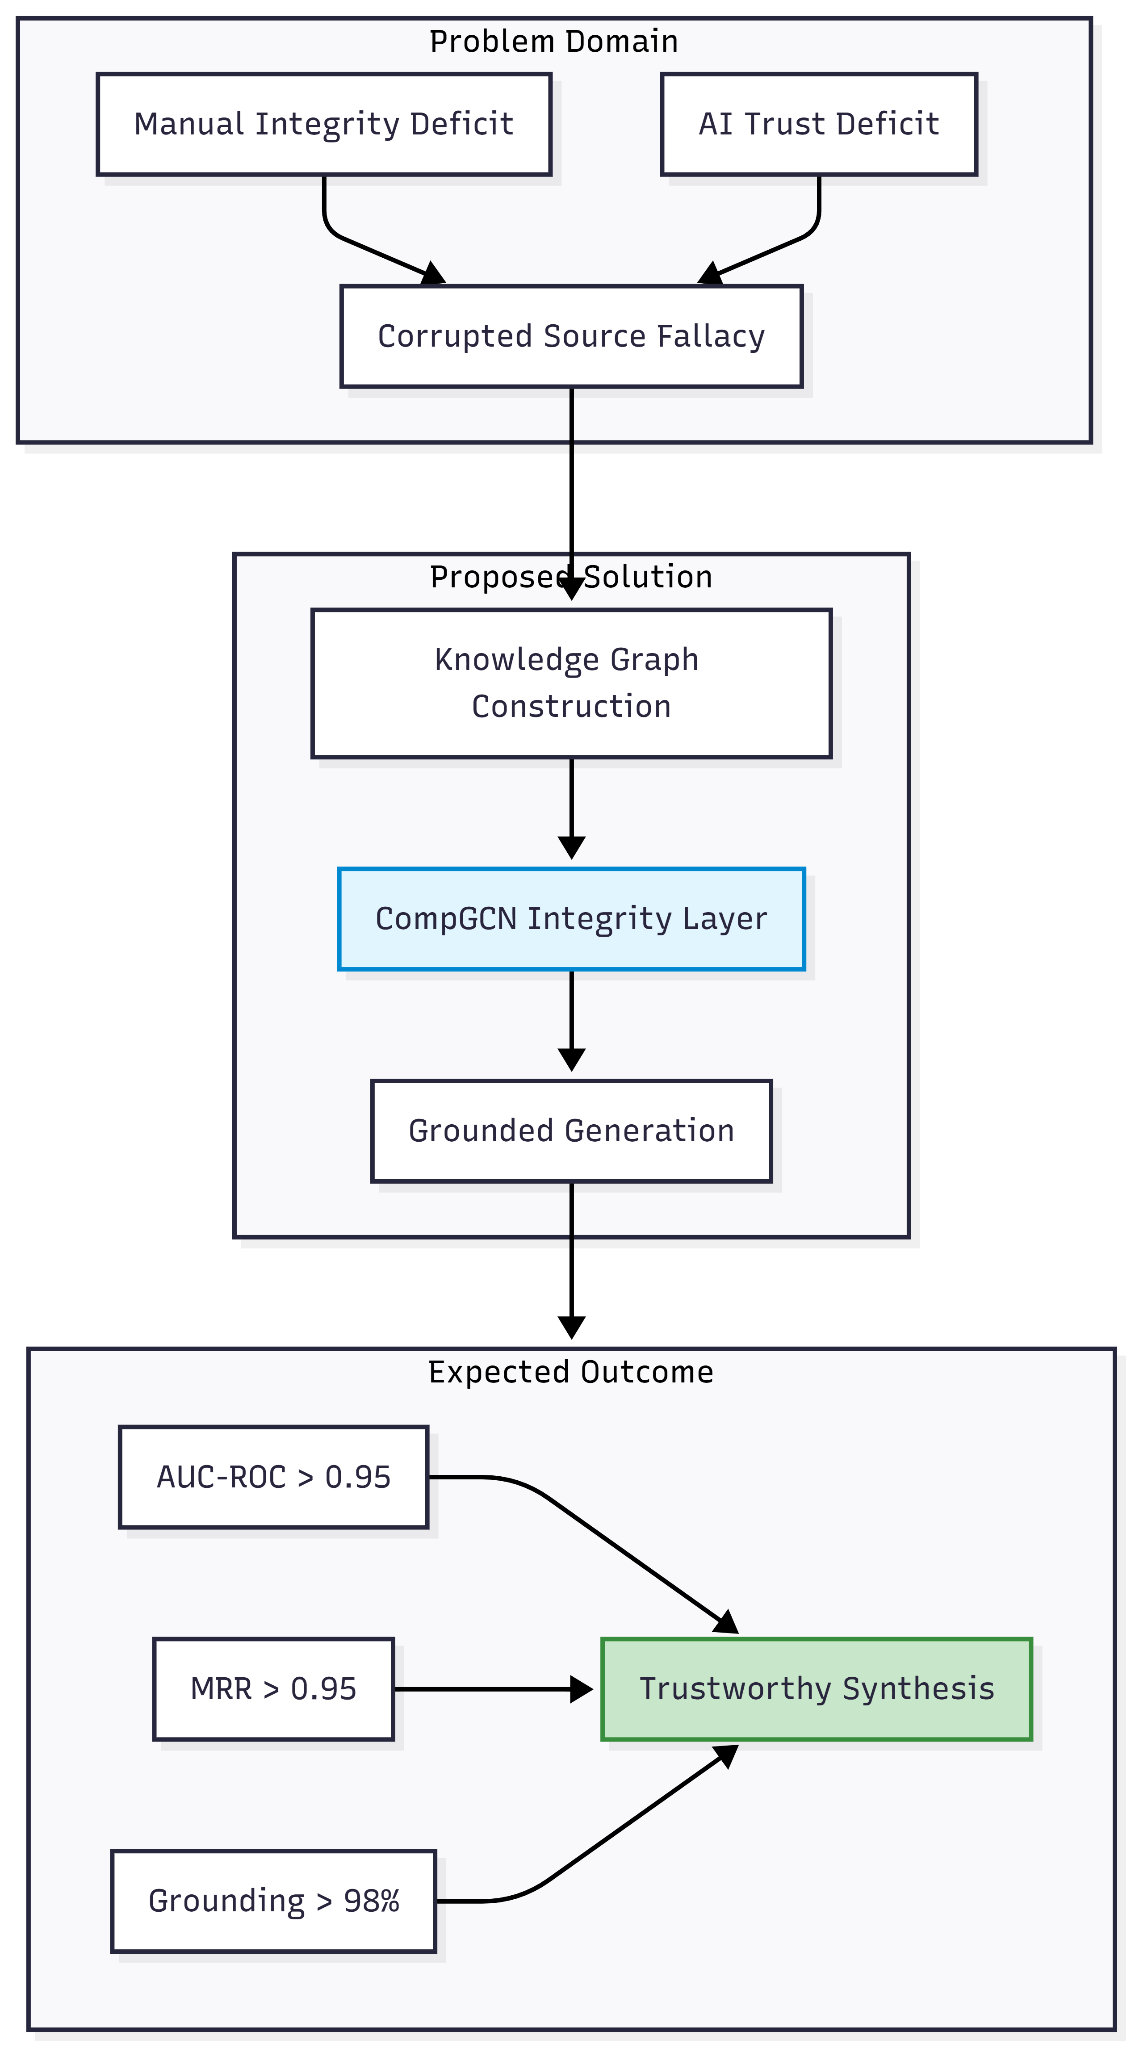 Problem Domain
Manual Integrity Deficit
AI Trust Deficit
Corrupted Source Fallacy
Proposed Solution
Knowledge Graph
Construction
CompGCN Integrity Layer
Grounded Generation
Expected Outcome
AUC-ROC > 0.95
MRR > 0.95
Trustworthy Synthesis
Grounding > 98%